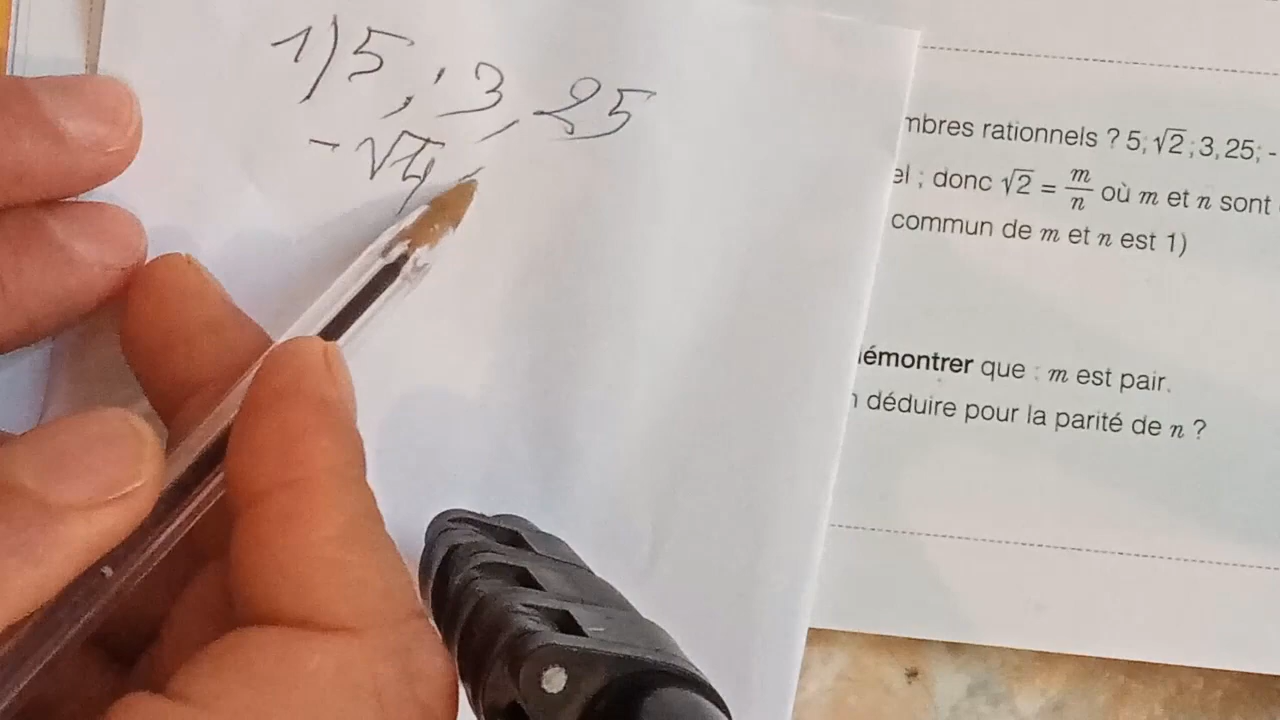 1) 5 ; 3,25
-√4
mbres rationnels ? 5; √2 ; 3, 25; -
el ; donc √2 = m/n où m et n sont
commun de m et n est 1)
émontrer que : m est pair.
déduire pour la parité de n ?